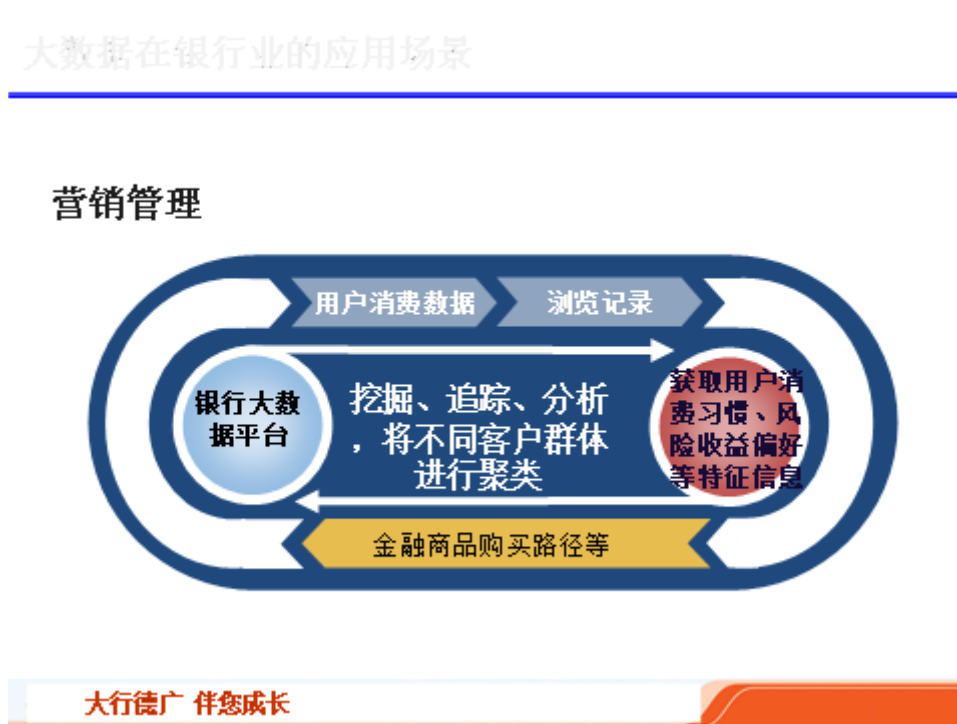 大数据在银行业的应用场景
营销管理
用户消费数据
浏览记录
银行大数
据平台
挖掘、追踪、分析
，将不同客户群体
进行聚类
获取用户消
费习惯、风
险收益偏好
等特征信息
金融商品购买路径等
大行德广 伴您成长